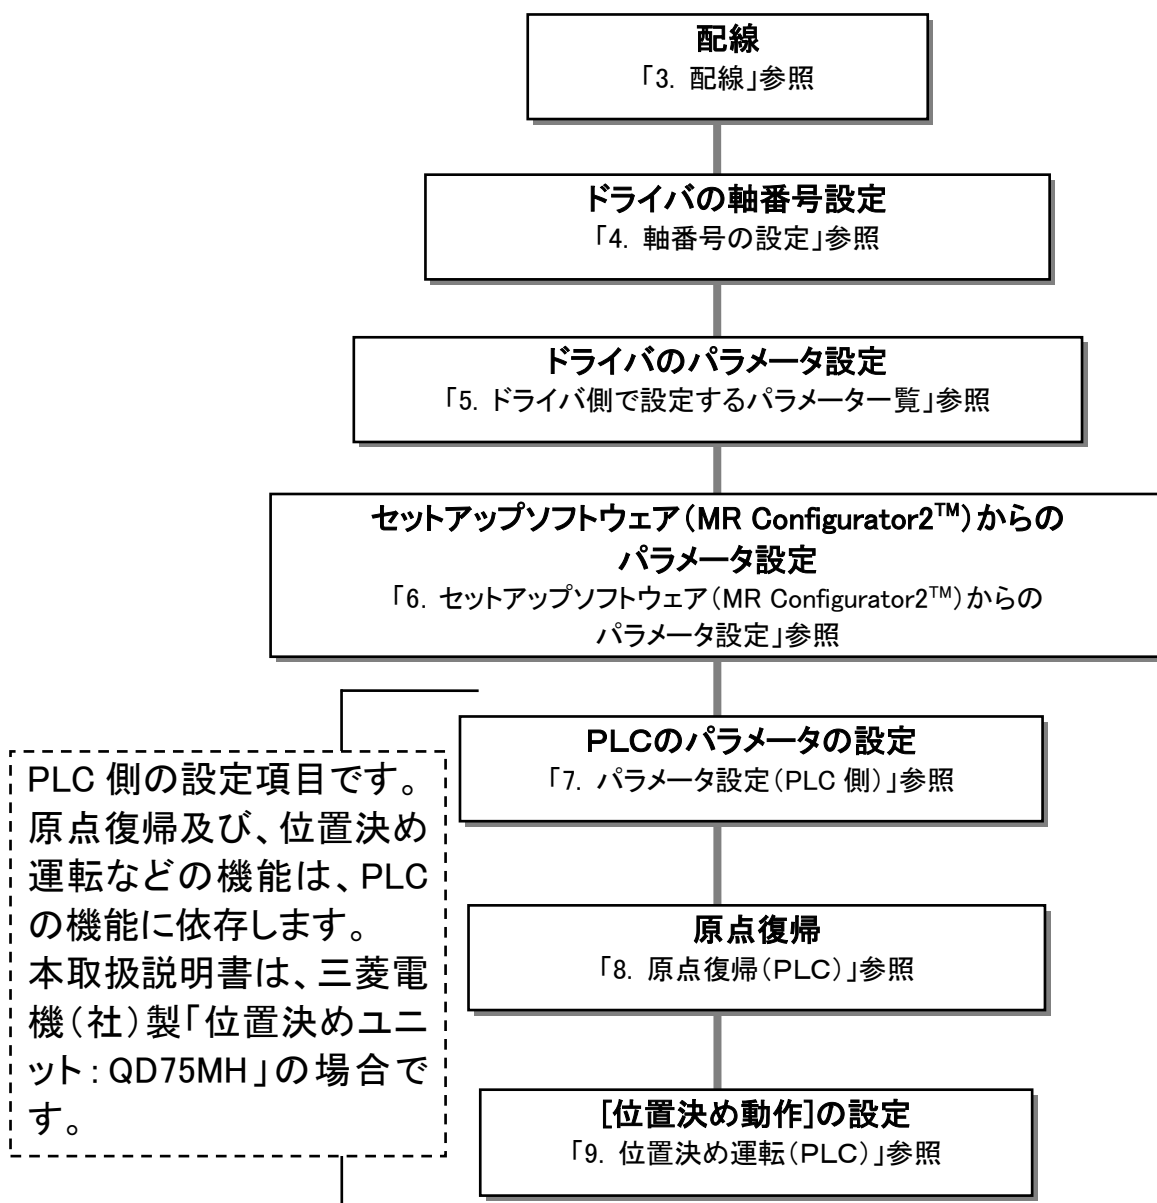 配線
「3. 配線」参照
ドライバの軸番号設定
「4. 軸番号の設定」参照
ドライバのパラメータ設定
「5. ドライバ側で設定するパラメータ一覧」参照
セットアップソフトウェア(MR Configurator2™)からの
パラメータ設定
「6. セットアップソフトウェア(MR Configurator2™)からの
パラメータ設定」参照
PLCのパラメータの設定
「7. パラメータ設定(PLC 側)」参照
PLC 側の設定項目です。
原点復帰及び、位置決め
運転などの機能は、PLC
の機能に依存します。
本取扱説明書は、三菱電
機(社)製「位置決めユニ
ット:QD75MH」の場合で
す。
原点復帰
「8. 原点復帰(PLC)」参照
[位置決め動作]の設定
「9. 位置決め運転(PLC)」参照